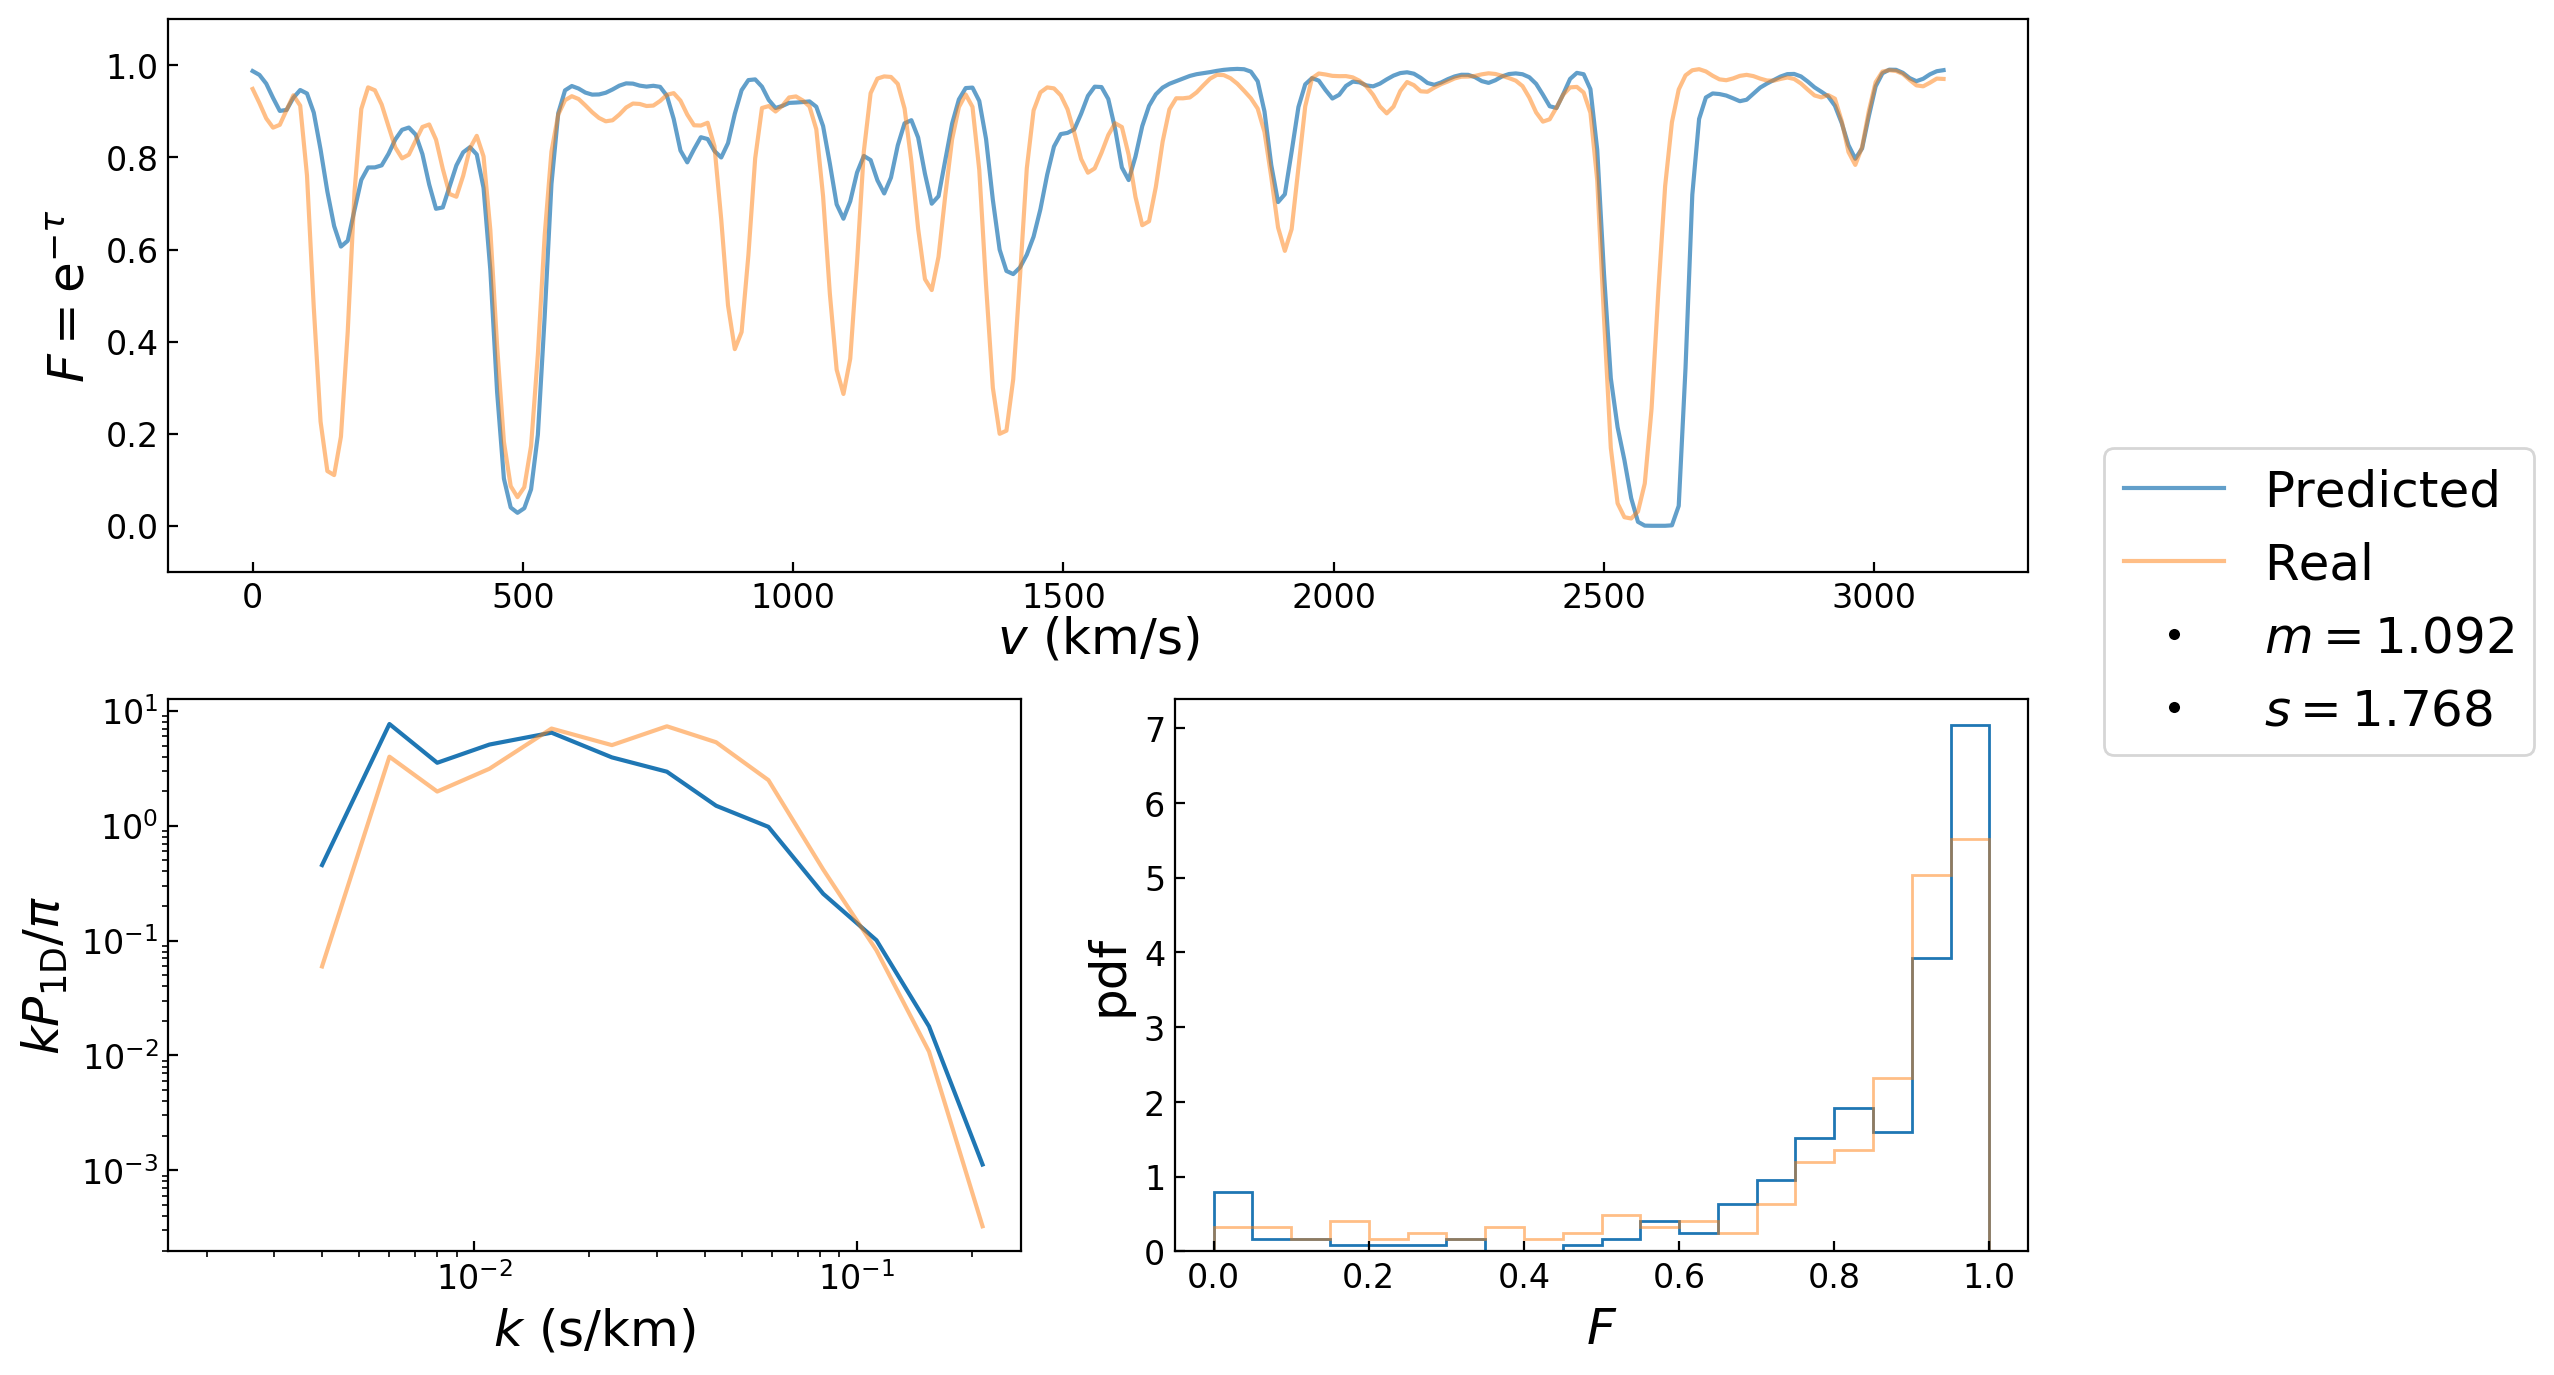 1.0
0.8
0.6
0.4
0.2
0.0
F = e^{-τ}
0 500 1000 1500 2000 2500 3000
v (km/s)
Predicted
Real
m = 1.092
s = 1.768
10^1
10^0
10^{-1}
10^{-2}
10^{-3}
kP_{1D}/π
10^{-2} 10^{-1}
k (s/km)
7
6
5
4
3
2
1
0
pdf
0.0 0.2 0.4 0.6 0.8 1.0
F